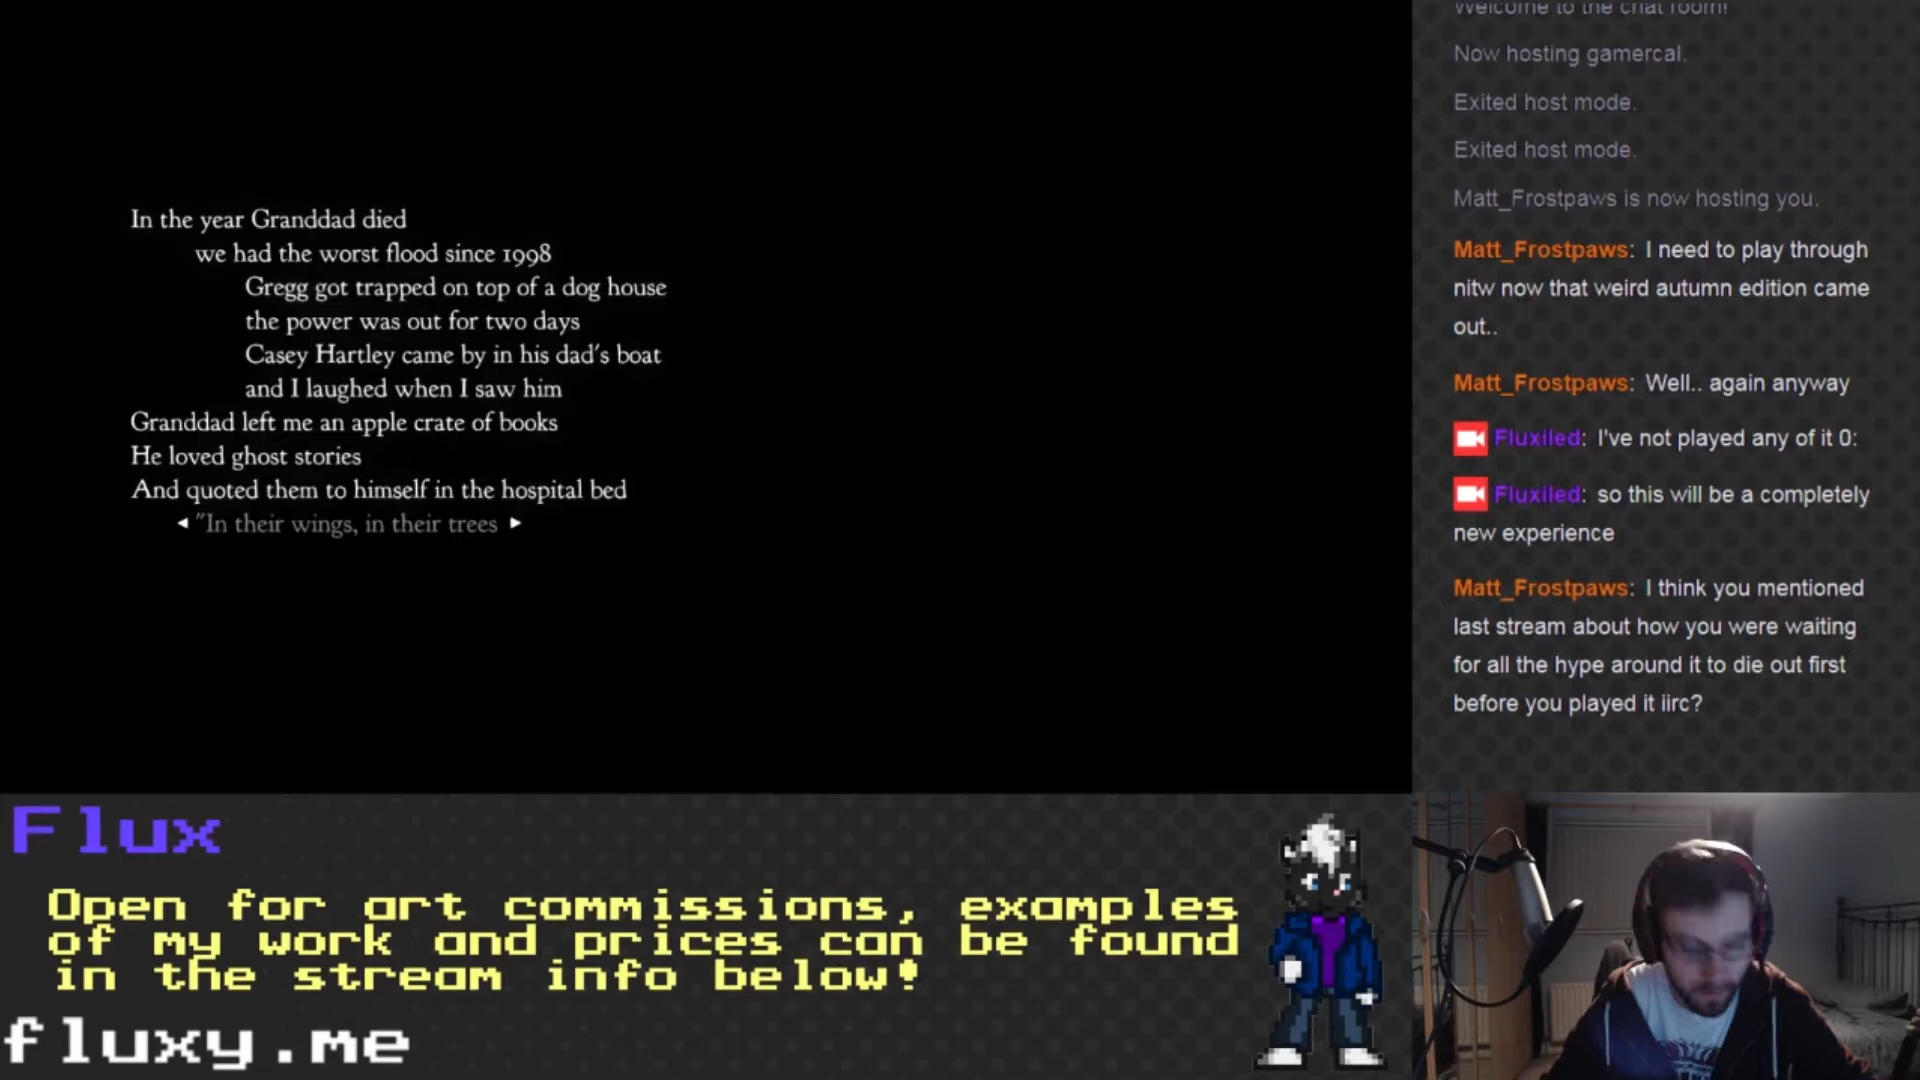 In the year Granddad died
we had the worst flood since 1998
Gregg got trapped on top of a dog house
the power was out for two days
Casey Hartley came by in his dad's boat
and I laughed when I saw him
Granddad left me an apple crate of books
He loved ghost stories
And quoted them to himself in the hospital bed
◄ "In their wings, in their trees ►
Welcome to the chat room!
Now hosting gamercal.
Exited host mode.
Exited host mode.
Matt_Frostpaws is now hosting you.
Matt_Frostpaws: I need to play through
nitw now that weird autumn edition came
out..
Matt_Frostpaws: Well.. again anyway
Fluxiled: I've not played any of it 0:
Fluxiled: so this will be a completely
new experience
Matt_Frostpaws: I think you mentioned
last stream about how you were waiting
for all the hype around it to die out first
before you played it iirc?
Flux
Open for art commissions, examples
of my work and prices can be found
in the stream info below!
fluxy.me